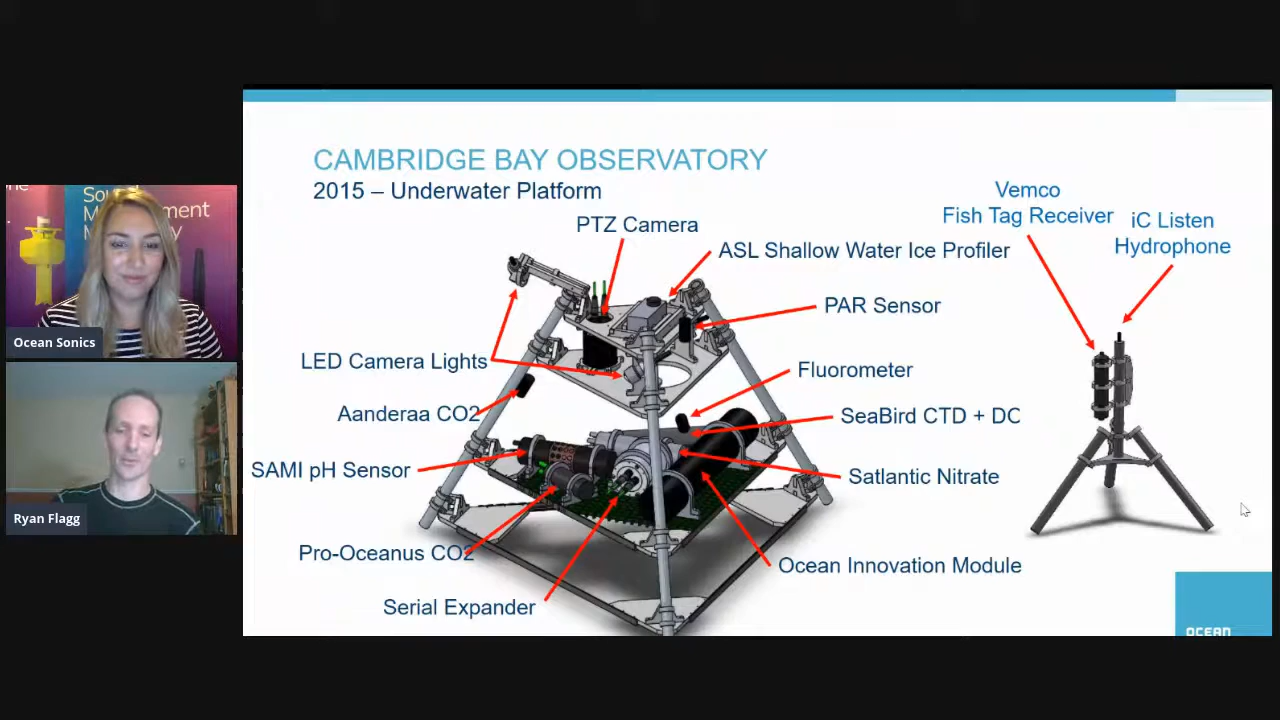 Sou
M ment
M y
Ocean Sonics
Ryan Flagg
CAMBRIDGE BAY OBSERVATORY
2015 – Underwater Platform
PTZ Camera
ASL Shallow Water Ice Profiler
PAR Sensor
LED Camera Lights
Fluorometer
Aanderaa CO2
SeaBird CTD + DC
SAMI pH Sensor
Satlantic Nitrate
Pro-Oceanus CO2
Ocean Innovation Module
Serial Expander
Vemco
Fish Tag Receiver
iC Listen
Hydrophone
OCEAN